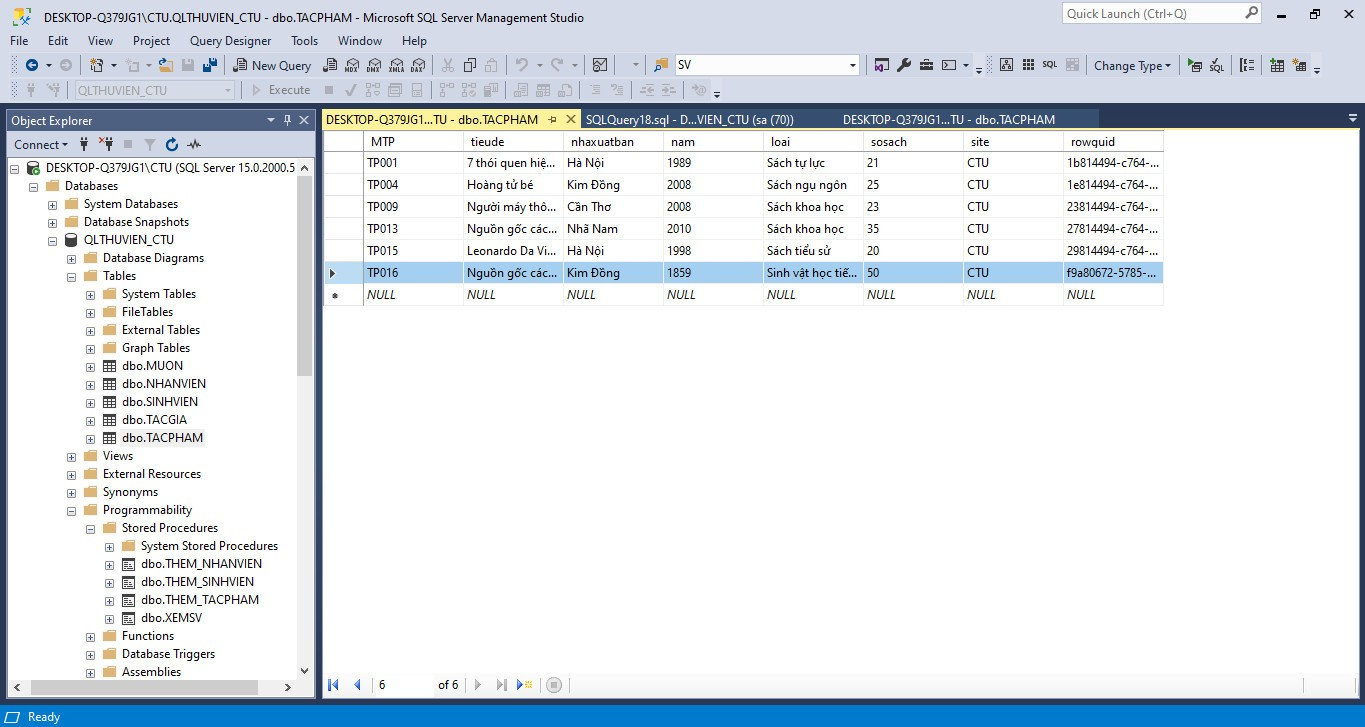 DESKTOP-Q379JG1\CTU.QLTHUVIEN_CTU - dbo.TACPHAM - Microsoft SQL Server Management Studio
Quick Launch (Ctrl+Q)
File Edit View Project Query Designer Tools Window Help
New Query MDX DMX XMLA DAX SV SQL Change Type
QLTHUVIEN_CTU Execute
Object Explorer
DESKTOP-Q379JG1...TU - dbo.TACPHAM SQLQuery18.sql - D...VIEN_CTU (sa (70)) DESKTOP-Q379JG1...TU - dbo.TACPHAM
Connect
DESKTOP-Q379JG1\CTU (SQL Server 15.0.2000.5
Databases
System Databases
Database Snapshots
QLTHUVIEN_CTU
Database Diagrams
Tables
System Tables
FileTables
External Tables
Graph Tables
dbo.MUON
dbo.NHANVIEN
dbo.SINHVIEN
dbo.TACGIA
dbo.TACPHAM
Views
External Resources
Synonyms
Programmability
Stored Procedures
System Stored Procedures
dbo.THEM_NHANVIEN
dbo.THEM_SINHVIEN
dbo.THEM_TACPHAM
dbo.XEMSV
Functions
Database Triggers
Assemblies
MTP tieude nhaxuatban nam loai sosach site rowquid
TP001 7 thói quen hiệ... Hà Nội 1989 Sách tự lực 21 CTU 1b814494-c764-...
TP004 Hoàng tử bé Kim Đồng 2008 Sách ngụ ngôn 25 CTU 1e814494-c764-...
TP009 Người máy thô... Cần Thơ 2008 Sách khoa học 23 CTU 23814494-c764-...
TP013 Nguồn gốc các... Nhã Nam 2010 Sách khoa học 35 CTU 27814494-c764-...
TP015 Leonardo Da Vi... Hà Nội 1998 Sách tiểu sử 20 CTU 29814494-c764-...
TP016 Nguồn gốc các... Kim Đồng 1859 Sinh vật học tiế... 50 CTU f9a80672-5785-...
NULL NULL NULL NULL NULL NULL NULL NULL
6 of 6
Ready